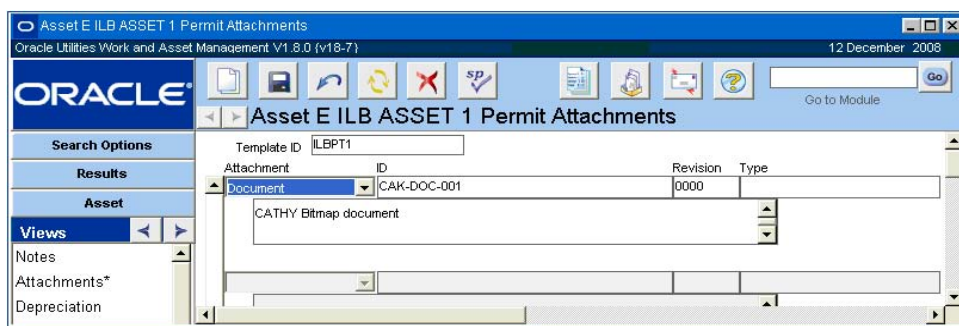 Asset E ILB ASSET 1 Permit Attachments
Oracle Utilities Work and Asset Management V1.8.0 (v18-7) 12 December 2008
ORACLE®
sp
Go
Go to Module
Asset E ILB ASSET 1 Permit Attachments
Search Options
Results
Asset
Views
Notes
Attachments*
Depreciation
Template ID ILBPT1
Attachment ID Revision Type
Document CAK-DOC-001 0000
CATHY Bitmap document